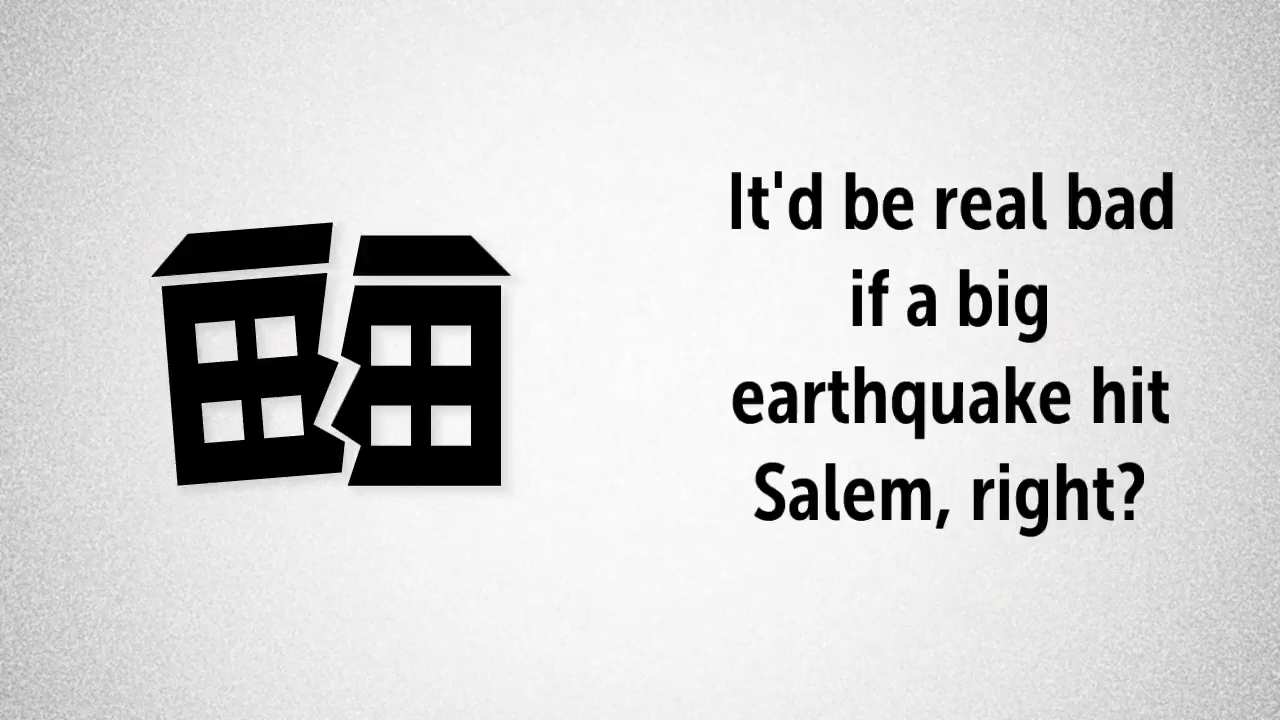 It'd be real bad
if a big
earthquake hit
Salem, right?